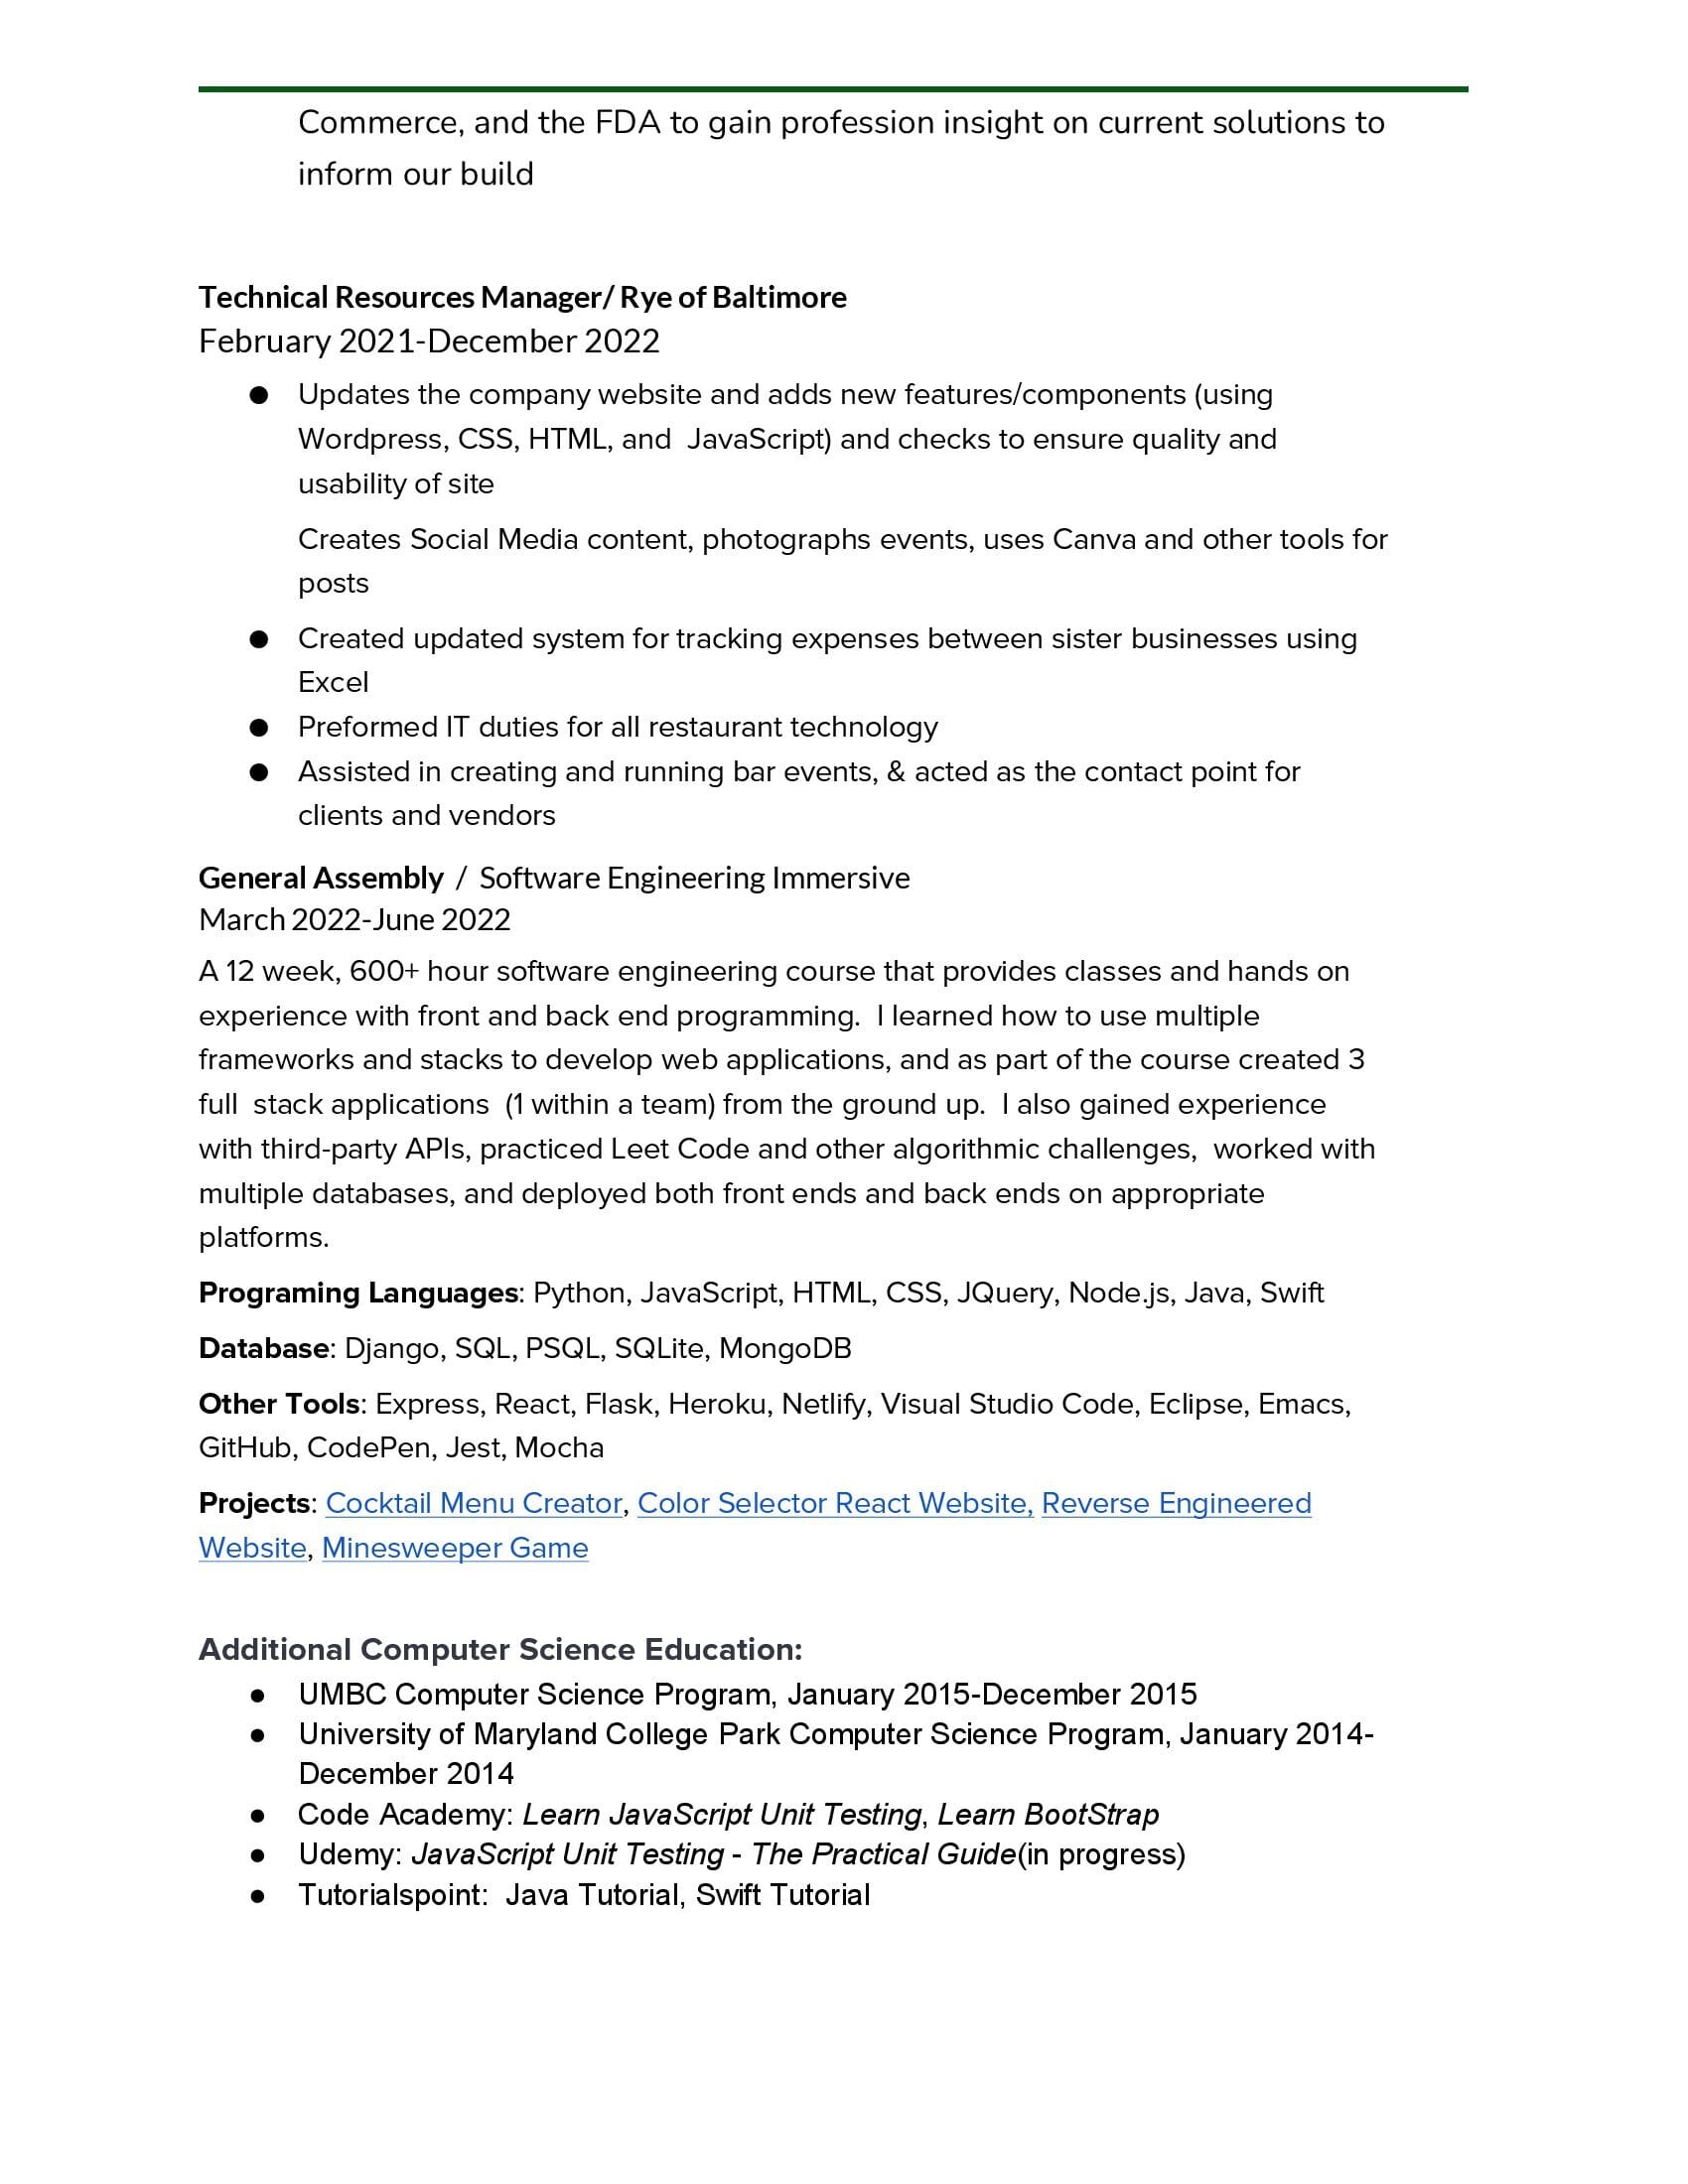 Commerce, and the FDA to gain profession insight on current solutions to
inform our build
Technical Resources Manager/ Rye of Baltimore
February 2021-December 2022
● Updates the company website and adds new features/components (using
Wordpress, CSS, HTML, and  JavaScript) and checks to ensure quality and
usability of site
Creates Social Media content, photographs events, uses Canva and other tools for
posts
● Created updated system for tracking expenses between sister businesses using
Excel
● Preformed IT duties for all restaurant technology
● Assisted in creating and running bar events, & acted as the contact point for
clients and vendors
General Assembly  /  Software Engineering Immersive
March 2022-June 2022
A 12 week, 600+ hour software engineering course that provides classes and hands on
experience with front and back end programming.  I learned how to use multiple
frameworks and stacks to develop web applications, and as part of the course created 3
full  stack applications  (1 within a team) from the ground up.  I also gained experience
with third-party APIs, practiced Leet Code and other algorithmic challenges,  worked with
multiple databases, and deployed both front ends and back ends on appropriate
platforms.
Programing Languages: Python, JavaScript, HTML, CSS, JQuery, Node.js, Java, Swift
Database: Django, SQL, PSQL, SQLite, MongoDB
Other Tools: Express, React, Flask, Heroku, Netlify, Visual Studio Code, Eclipse, Emacs,
GitHub, CodePen, Jest, Mocha
Projects: Cocktail Menu Creator, Color Selector React Website, Reverse Engineered
Website, Minesweeper Game
Additional Computer Science Education:
● UMBC Computer Science Program, January 2015-December 2015
● University of Maryland College Park Computer Science Program, January 2014-
December 2014
● Code Academy: Learn JavaScript Unit Testing, Learn BootStrap
● Udemy: JavaScript Unit Testing - The Practical Guide(in progress)
● Tutorialspoint:  Java Tutorial, Swift Tutorial